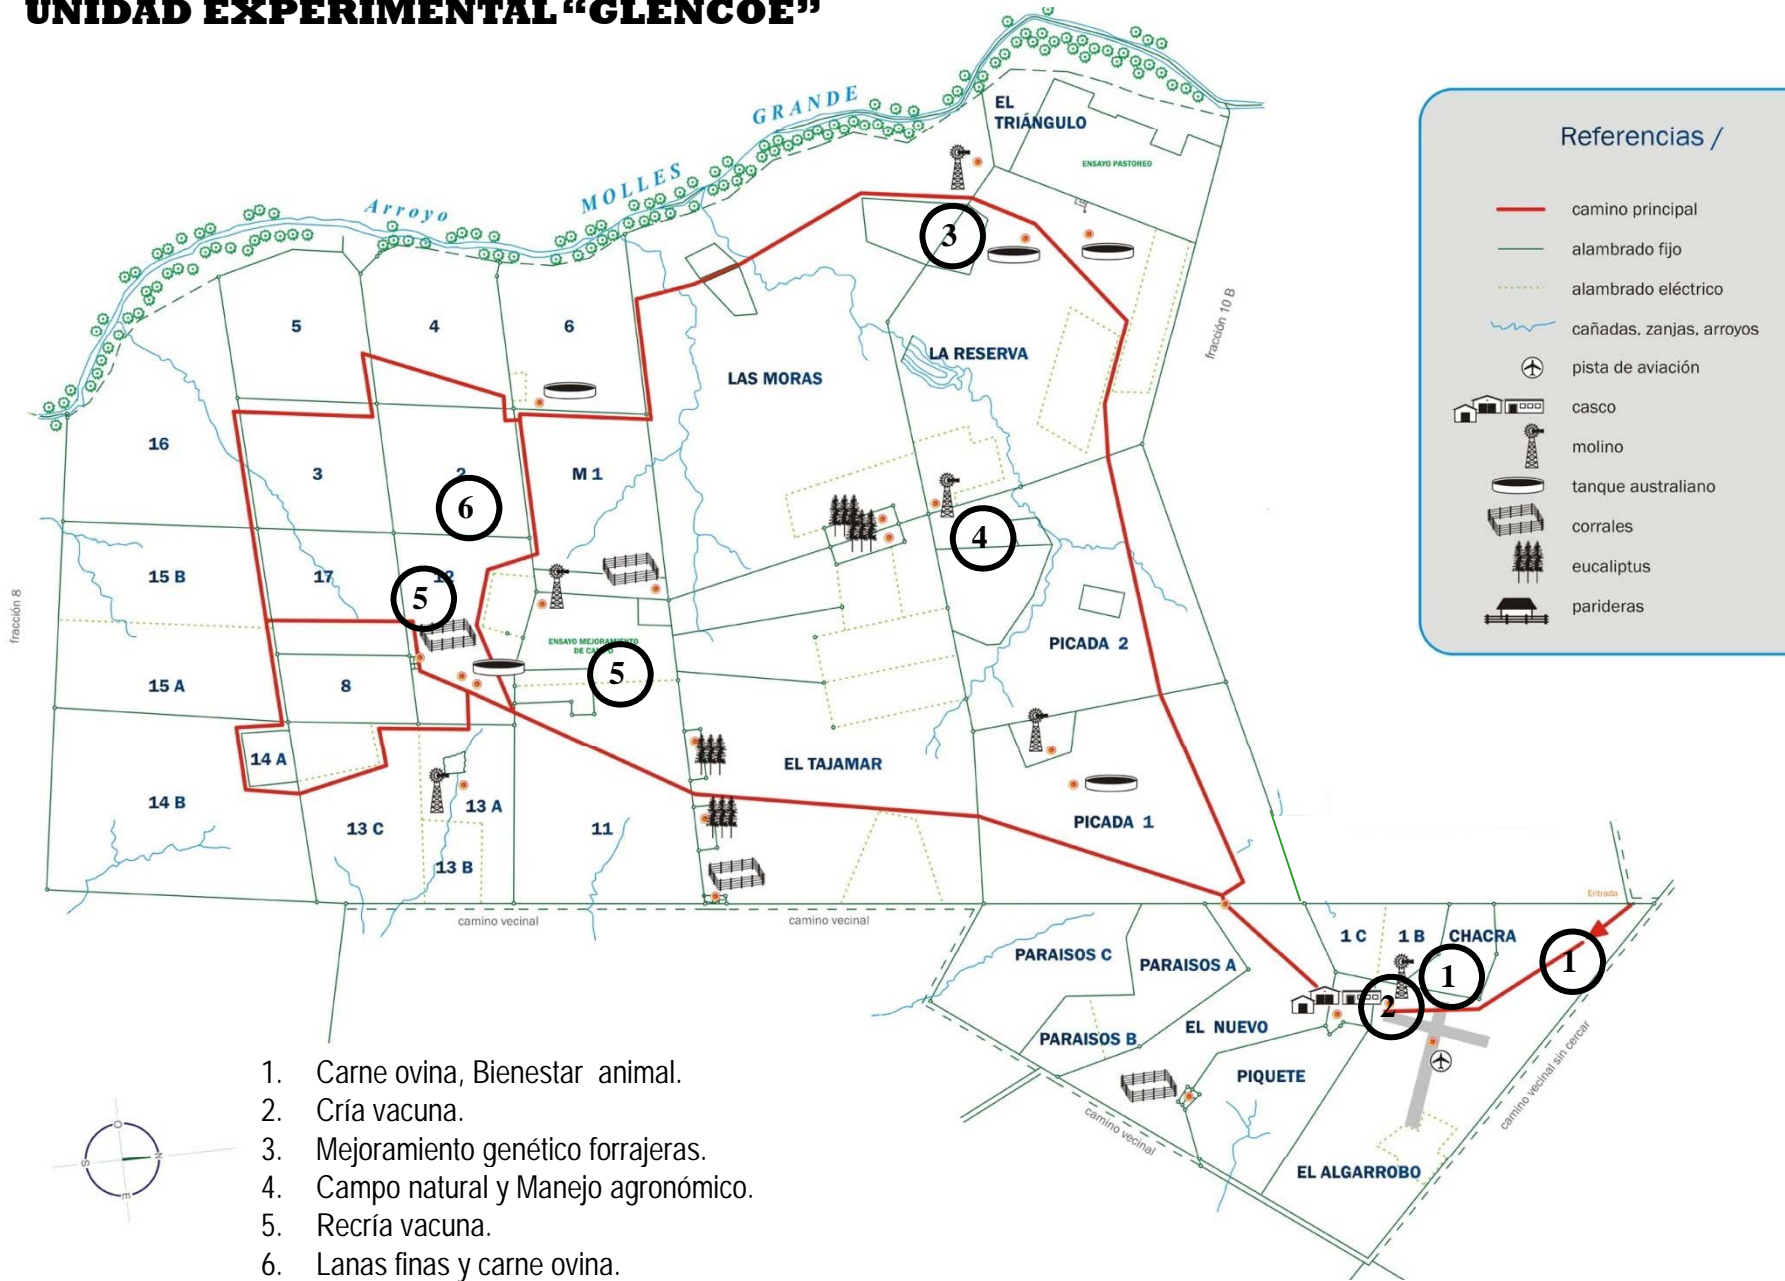 UNIDAD EXPERIMENTAL “GLENCOE”
Arroyo MOLLES GRANDE
EL
TRIÁNGULO
ENSAYO PASTOREO
Referencias /
camino principal
alambrado fijo
alambrado eléctrico
cañadas, zanjas, arroyos
pista de aviación
casco
molino
tanque australiano
corrales
eucaliptus
parideras
3
fracción 10 B
5
4
6
LA RESERVA
LAS MORAS
16
3
2
M 1
6
4
15 B
17
12
5
fracción 8
ENSAYO MEJORAMIENTO
DE CAMPO
PICADA 2
5
15 A
8
14 A
EL TAJAMAR
14 B
13 A
13 C
11
PICADA 1
13 B
Entrada
camino vecinal
camino vecinal
1 C
1 B
CHACRA
PARAISOS C
PARAISOS A
1
1
2
EL NUEVO
PARAISOS B
PIQUETE
camino vecinal
camino vecinal sin cercar
EL ALGARROBO
O
S
N
E
1. Carne ovina, Bienestar animal.
2. Cría vacuna.
3. Mejoramiento genético forrajeras.
4. Campo natural y Manejo agronómico.
5. Recría vacuna.
6. Lanas finas y carne ovina.